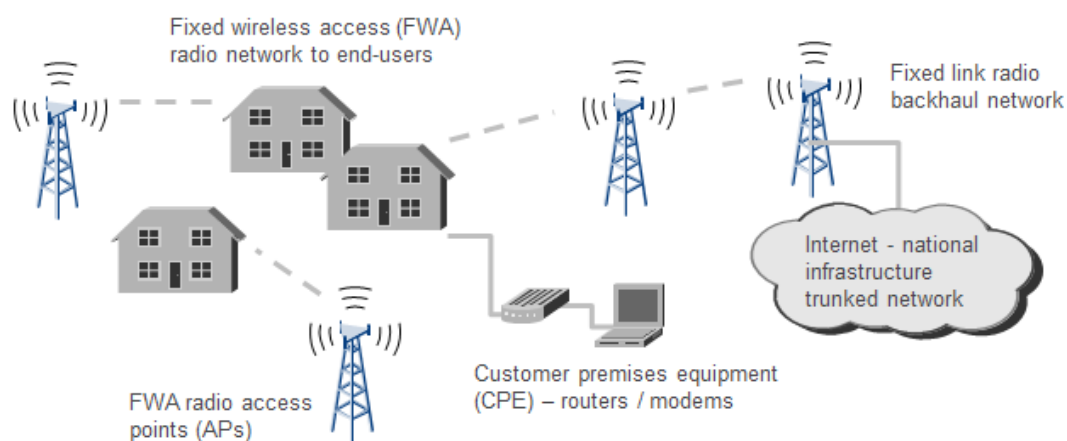 Fixed wireless access (FWA)
radio network to end-users
Fixed link radio
backhaul network
Internet - national
infrastructure
trunked network
Customer premises equipment
(CPE) – routers / modems
FWA radio access
points (APs)